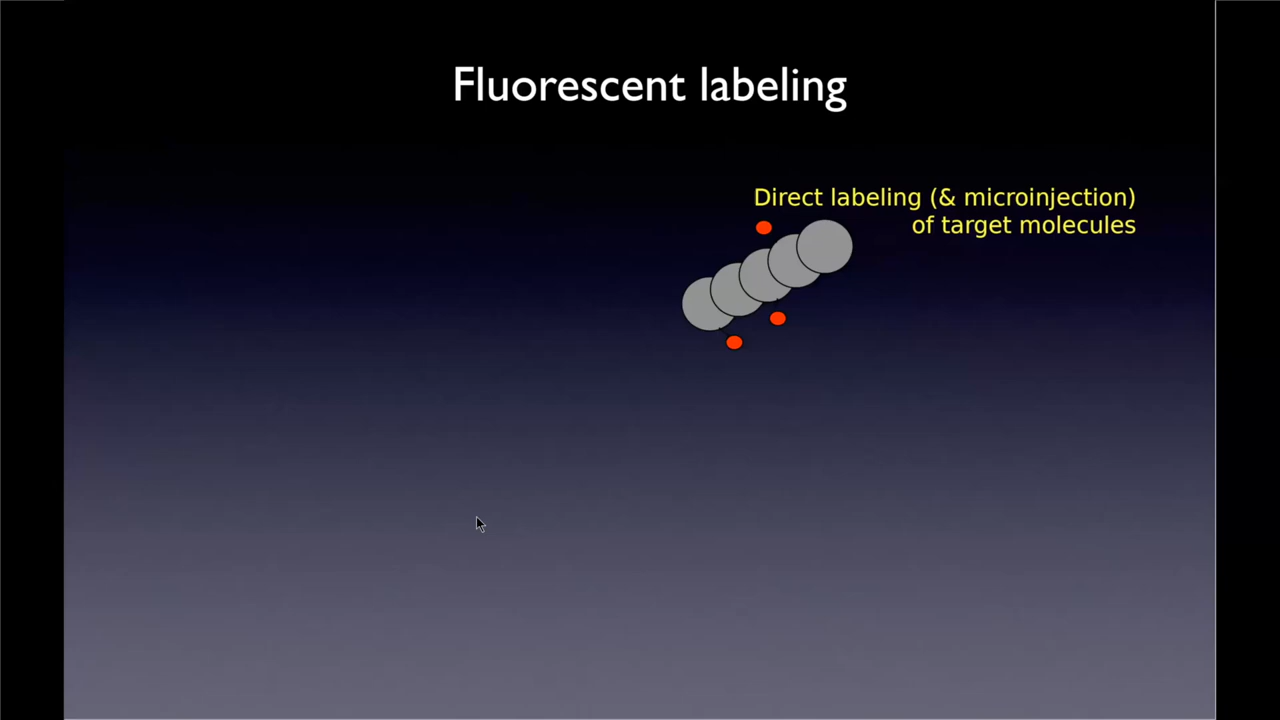 Fluorescent labeling
Direct labeling (& microinjection)
of target molecules